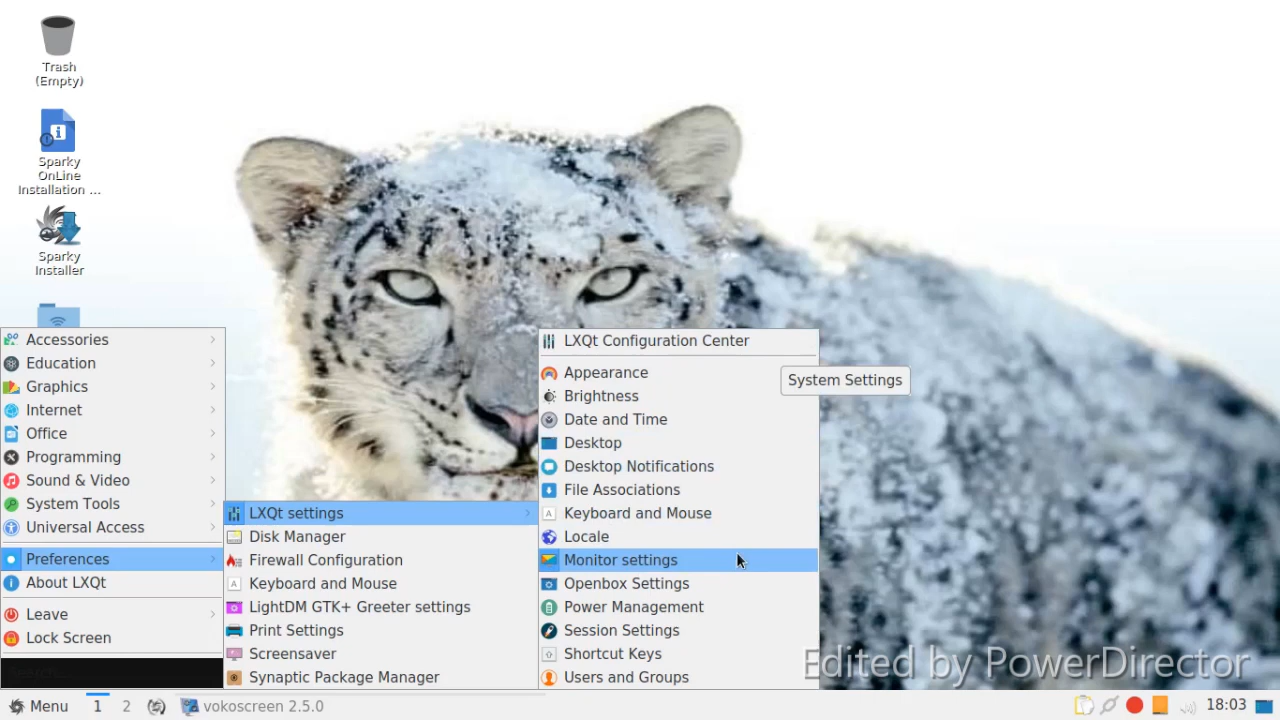 Trash
(Empty)
Sparky
OnLine
Installation ...
Sparky
Installer
Accessories
Education
Graphics
Internet
Office
Programming
Sound & Video
System Tools
Universal Access
Preferences
About LXQt
Leave
Lock Screen
Search...
LXQt settings
Disk Manager
Firewall Configuration
Keyboard and Mouse
LightDM GTK+ Greeter settings
Print Settings
Screensaver
Synaptic Package Manager
LXQt Configuration Center
Appearance
Brightness
Date and Time
Desktop
Desktop Notifications
File Associations
Keyboard and Mouse
Locale
Monitor settings
Openbox Settings
Power Management
Session Settings
Shortcut Keys
Users and Groups
System Settings
Edited by PowerDirector
Menu
1
2
vokoscreen 2.5.0
18:03